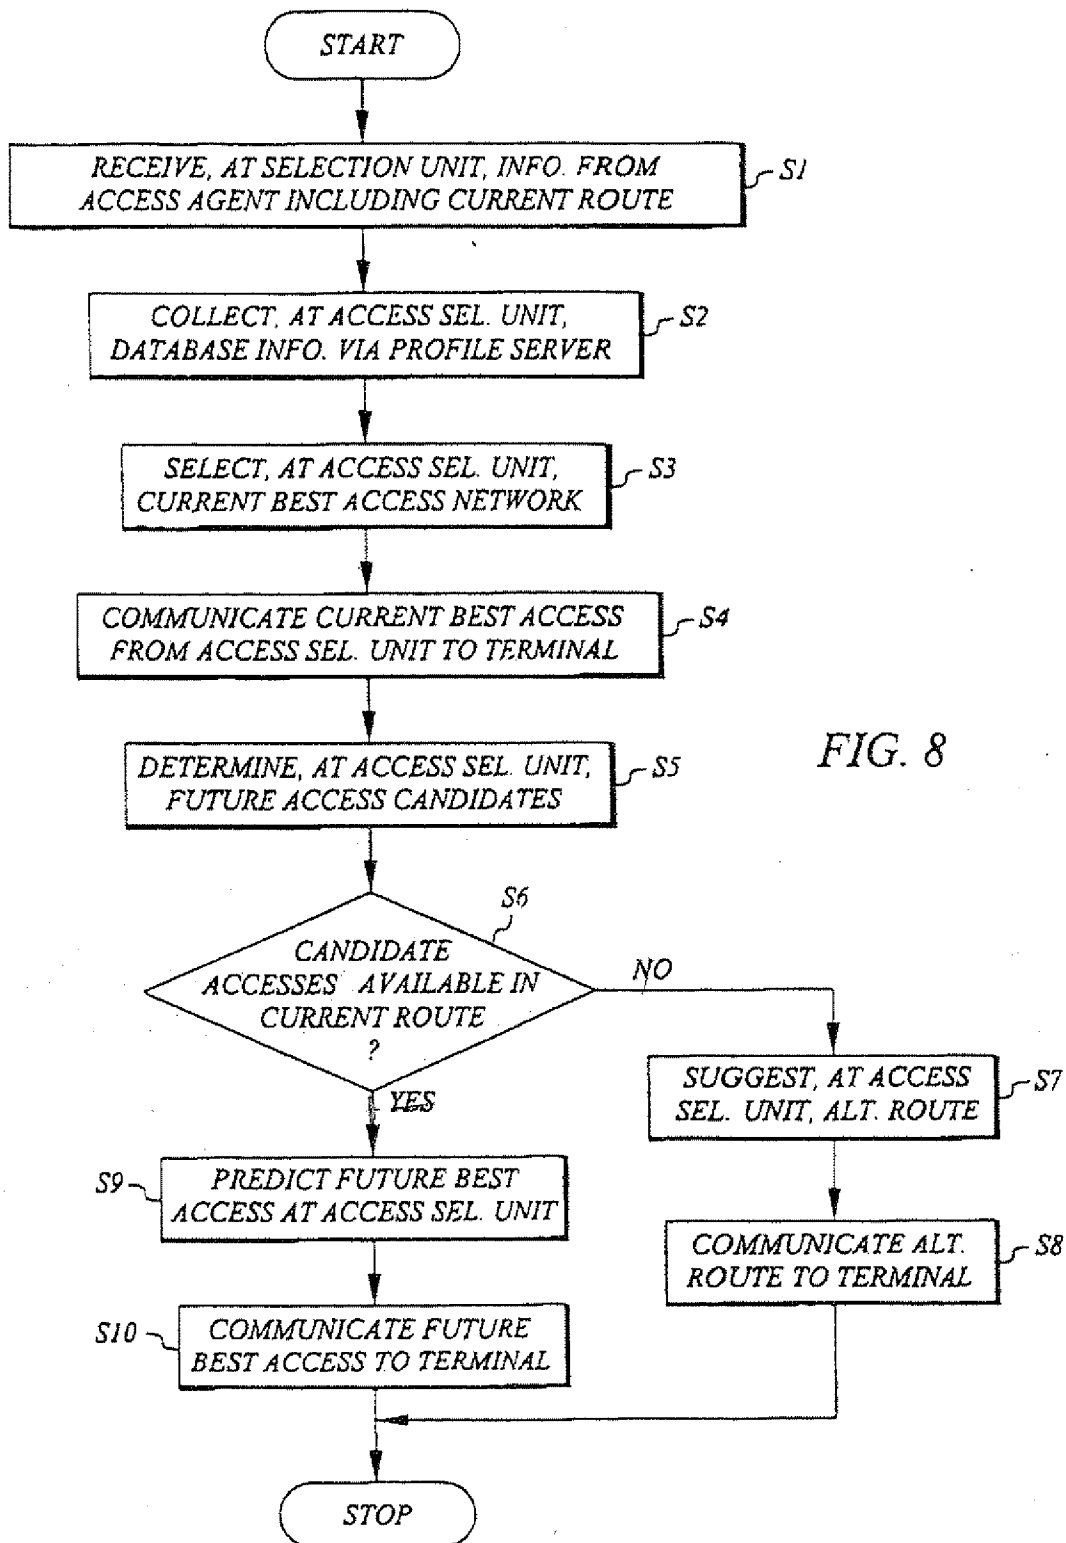 START
RECEIVE, AT SELECTION UNIT, INFO. FROM
ACCESS AGENT INCLUDING CURRENT ROUTE
S1
COLLECT, AT ACCESS SEL. UNIT,
DATABASE INFO. VIA PROFILE SERVER
S2
SELECT, AT ACCESS SEL. UNIT,
CURRENT BEST ACCESS NETWORK
S3
COMMUNICATE CURRENT BEST ACCESS
FROM ACCESS SEL. UNIT TO TERMINAL
S4
DETERMINE, AT ACCESS SEL. UNIT,
FUTURE ACCESS CANDIDATES
S5
FIG. 8
S6
CANDIDATE
ACCESSES AVAILABLE IN
CURRENT ROUTE
?
NO
YES
SUGGEST, AT ACCESS
SEL. UNIT, ALT. ROUTE
S7
S9
PREDICT FUTURE BEST
ACCESS AT ACCESS SEL. UNIT
COMMUNICATE ALT.
ROUTE TO TERMINAL
S8
S10
COMMUNICATE FUTURE
BEST ACCESS TO TERMINAL
STOP